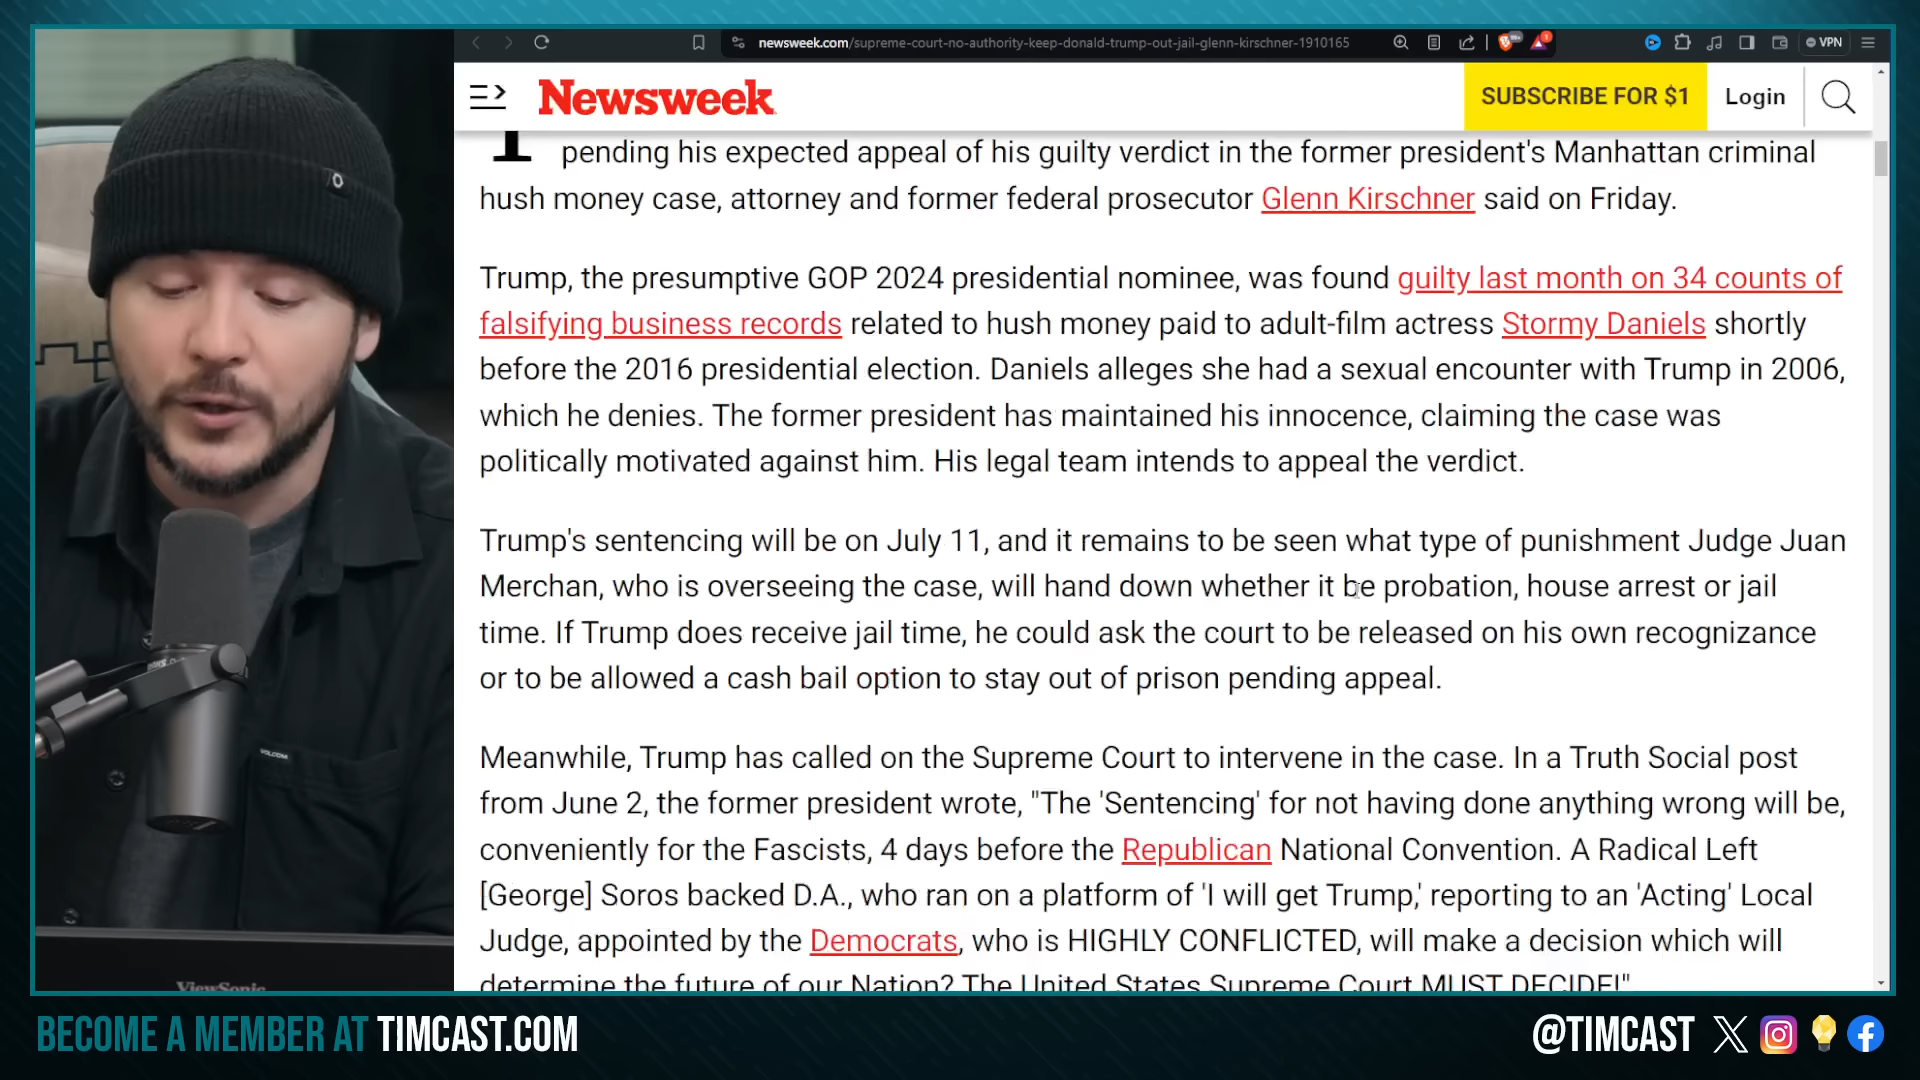 newsweek.com/supreme-court-no-authority-keep-donald-trump-out-jail-glenn-kirschner-1910165
VPN
Newsweek
SUBSCRIBE FOR $1
Login
pending his expected appeal of his guilty verdict in the former president's Manhattan criminal
hush money case, attorney and former federal prosecutor Glenn Kirschner said on Friday.
Trump, the presumptive GOP 2024 presidential nominee, was found guilty last month on 34 counts of
falsifying business records related to hush money paid to adult-film actress Stormy Daniels shortly
before the 2016 presidential election. Daniels alleges she had a sexual encounter with Trump in 2006,
which he denies. The former president has maintained his innocence, claiming the case was
politically motivated against him. His legal team intends to appeal the verdict.
Trump's sentencing will be on July 11, and it remains to be seen what type of punishment Judge Juan
Merchan, who is overseeing the case, will hand down whether it be probation, house arrest or jail
time. If Trump does receive jail time, he could ask the court to be released on his own recognizance
or to be allowed a cash bail option to stay out of prison pending appeal.
Meanwhile, Trump has called on the Supreme Court to intervene in the case. In a Truth Social post
from June 2, the former president wrote, "The 'Sentencing' for not having done anything wrong will be,
conveniently for the Fascists, 4 days before the Republican National Convention. A Radical Left
[George] Soros backed D.A., who ran on a platform of 'I will get Trump,' reporting to an 'Acting' Local
Judge, appointed by the Democrats, who is HIGHLY CONFLICTED, will make a decision which will
determine the future of our Nation? The United States Supreme Court MUST DECIDE!"
VOLCOM
ViewSonic
BECOME A MEMBER AT TIMCAST.COM
@TIMCAST